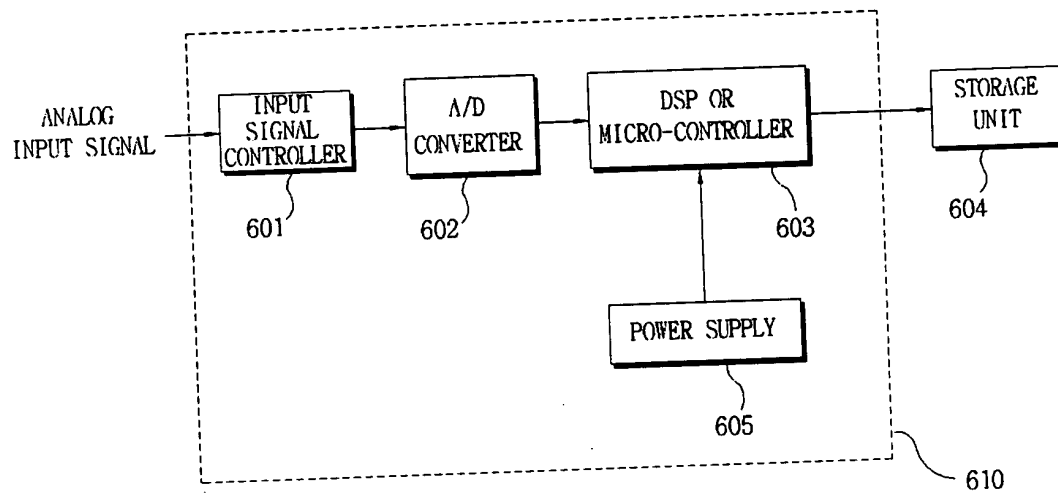 ANALOG
INPUT SIGNAL
INPUT
SIGNAL
CONTROLLER
601
A/D
CONVERTER
602
DSP OR
MICRO-CONTROLLER
603
STORAGE
UNIT
604
POWER SUPPLY
605
610